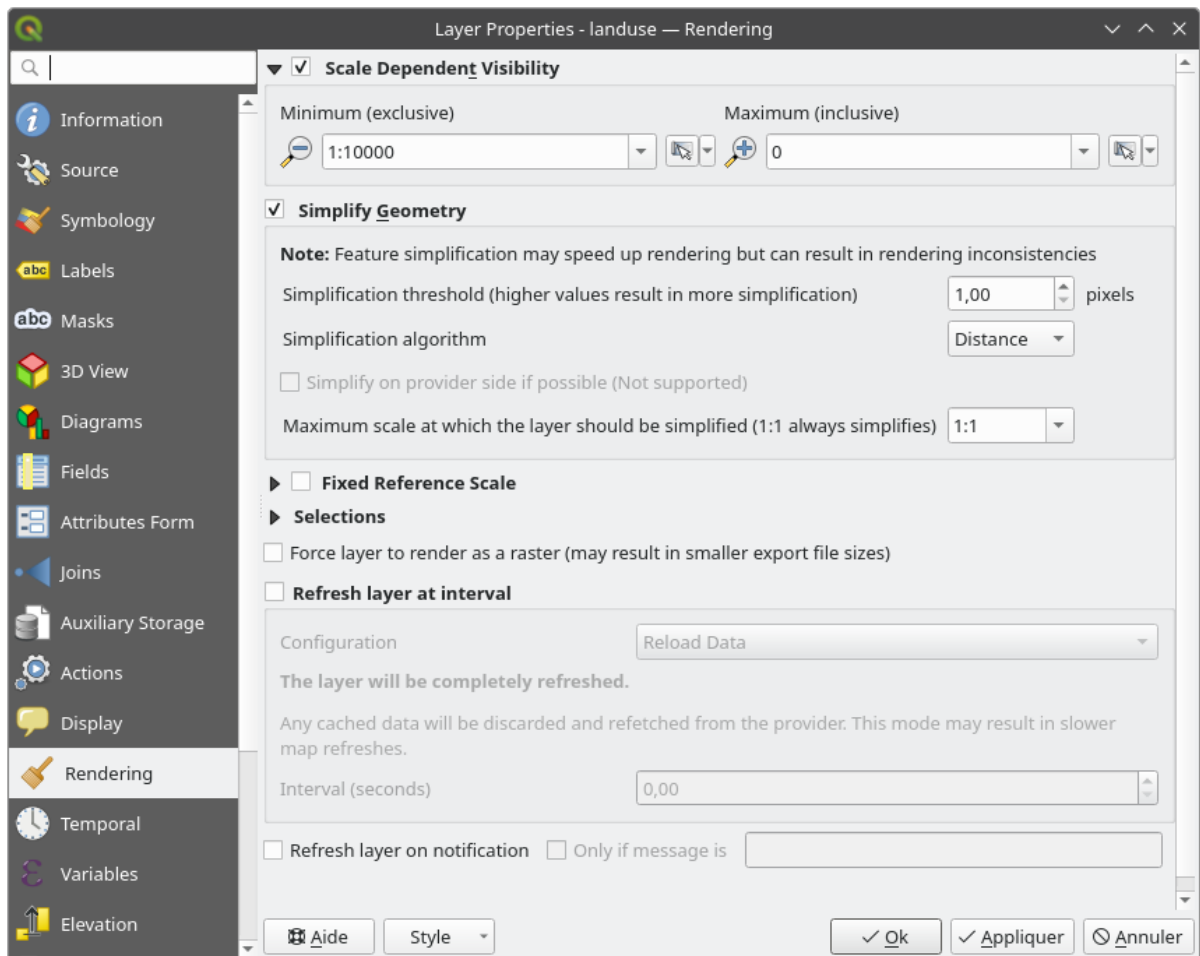 Layer Properties - landuse — Rendering
Information
Source
Symbology
abc Labels
abc Masks
3D View
Diagrams
Fields
Attributes Form
Joins
Auxiliary Storage
Actions
Display
Rendering
Temporal
Variables
Elevation
Scale Dependent Visibility
Minimum (exclusive) Maximum (inclusive)
1:10000 0
Simplify Geometry
Note: Feature simplification may speed up rendering but can result in rendering inconsistencies
Simplification threshold (higher values result in more simplification) 1,00 pixels
Simplification algorithm Distance
Simplify on provider side if possible (Not supported)
Maximum scale at which the layer should be simplified (1:1 always simplifies) 1:1
Fixed Reference Scale
Selections
Force layer to render as a raster (may result in smaller export file sizes)
Refresh layer at interval
Configuration Reload Data
The layer will be completely refreshed.
Any cached data will be discarded and refetched from the provider. This mode may result in slower
map refreshes.
Interval (seconds) 0,00
Refresh layer on notification Only if message is
Aide Style Ok Appliquer Annuler